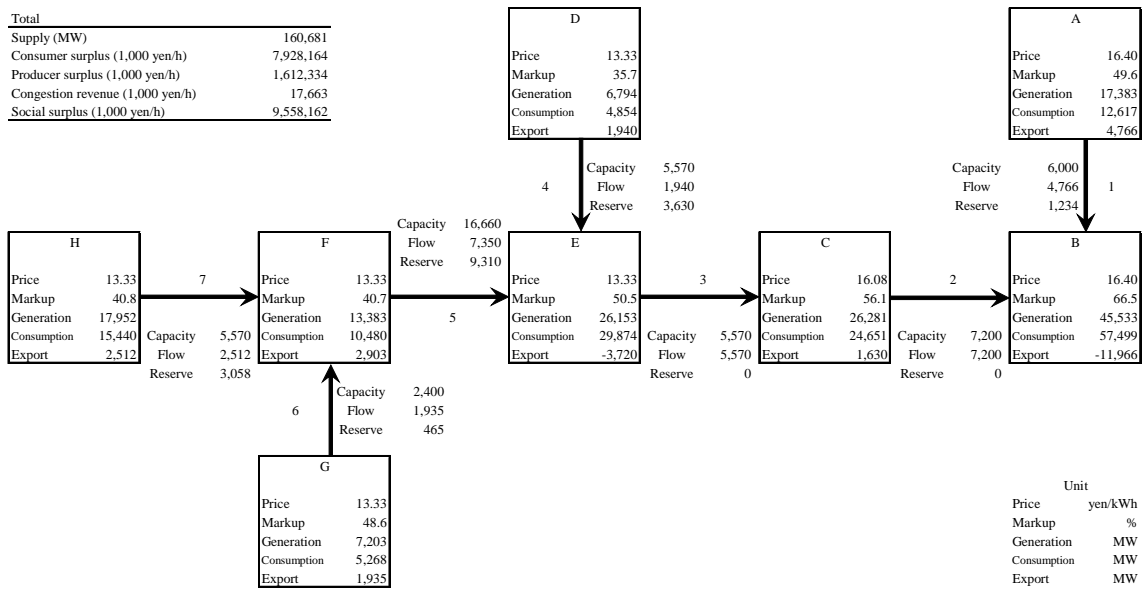 Total
Supply (MW) 160,681
Consumer surplus (1,000 yen/h) 7,928,164
Producer surplus (1,000 yen/h) 1,612,334
Congestion revenue (1,000 yen/h) 17,663
Social surplus (1,000 yen/h) 9,558,162
D
Price 13.33
Markup 35.7
Generation 6,794
Consumption 4,854
Export 1,940
A
Price 16.40
Markup 49.6
Generation 17,383
Consumption 12,617
Export 4,766
4
Capacity 5,570
Flow 1,940
Reserve 3,630
Capacity 6,000
Flow 4,766
Reserve 1,234
1
H
Price 13.33
Markup 40.8
Generation 17,952
Consumption 15,440
Export 2,512
7
Capacity 5,570
Flow 2,512
Reserve 3,058
F
Price 13.33
Markup 40.7
Generation 13,383
Consumption 10,480
Export 2,903
Capacity 16,660
Flow 7,350
Reserve 9,310
5
E
Price 13.33
Markup 50.5
Generation 26,153
Consumption 29,874
Export -3,720
3
Capacity 5,570
Flow 5,570
Reserve 0
C
Price 16.08
Markup 56.1
Generation 26,281
Consumption 24,651
Export 1,630
2
Capacity 7,200
Flow 7,200
Reserve 0
B
Price 16.40
Markup 66.5
Generation 45,533
Consumption 57,499
Export -11,966
6
Capacity 2,400
Flow 1,935
Reserve 465
G
Price 13.33
Markup 48.6
Generation 7,203
Consumption 5,268
Export 1,935
Unit
Price yen/kWh
Markup %
Generation MW
Consumption MW
Export MW